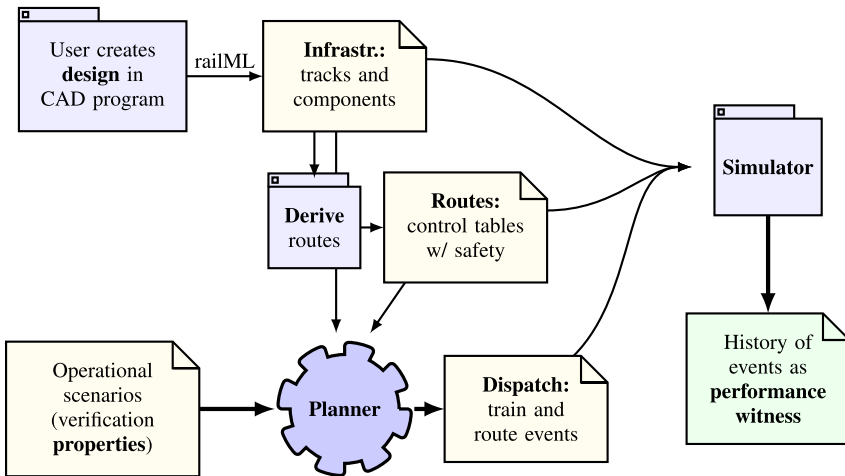 User creates
design in
CAD program
railML
Infrastr.:
tracks and
components
Derive
routes
Routes:
control tables
w/ safety
Simulator
Operational
scenarios
(verification
properties)
Planner
Dispatch:
train and
route events
History of
events as
performance
witness